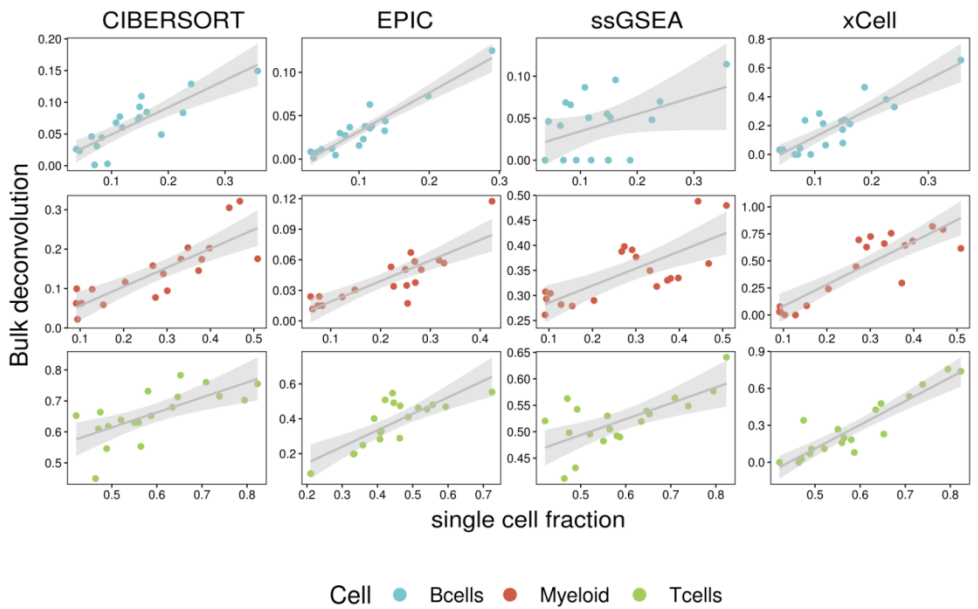 CIBERSORT EPIC ssGSEA xCell
0.20 0.15 0.10 0.05 0.00
0.1 0.2 0.3
0.10 0.05 0.00
0.0 0.1 0.2 0.3
0.10 0.05 0.00
0.1 0.2 0.3
0.8 0.6 0.4 0.2 0.0
0.1 0.2 0.3
Bulk deconvolution
0.3 0.2 0.1 0.0
0.1 0.2 0.3 0.4 0.5
0.12 0.09 0.06 0.03 0.00
0.1 0.2 0.3 0.4
0.50 0.45 0.40 0.35 0.30 0.25
0.1 0.2 0.3 0.4 0.5
1.00 0.75 0.50 0.25 0.00
0.1 0.2 0.3 0.4 0.5
0.8 0.7 0.6 0.5
0.5 0.6 0.7 0.8
0.6 0.4 0.2
0.2 0.3 0.4 0.5 0.6 0.7
0.65 0.60 0.55 0.50 0.45
0.5 0.6 0.7 0.8
0.9 0.6 0.3 0.0
0.5 0.6 0.7 0.8
single cell fraction
Cell Bcells Myeloid Tcells